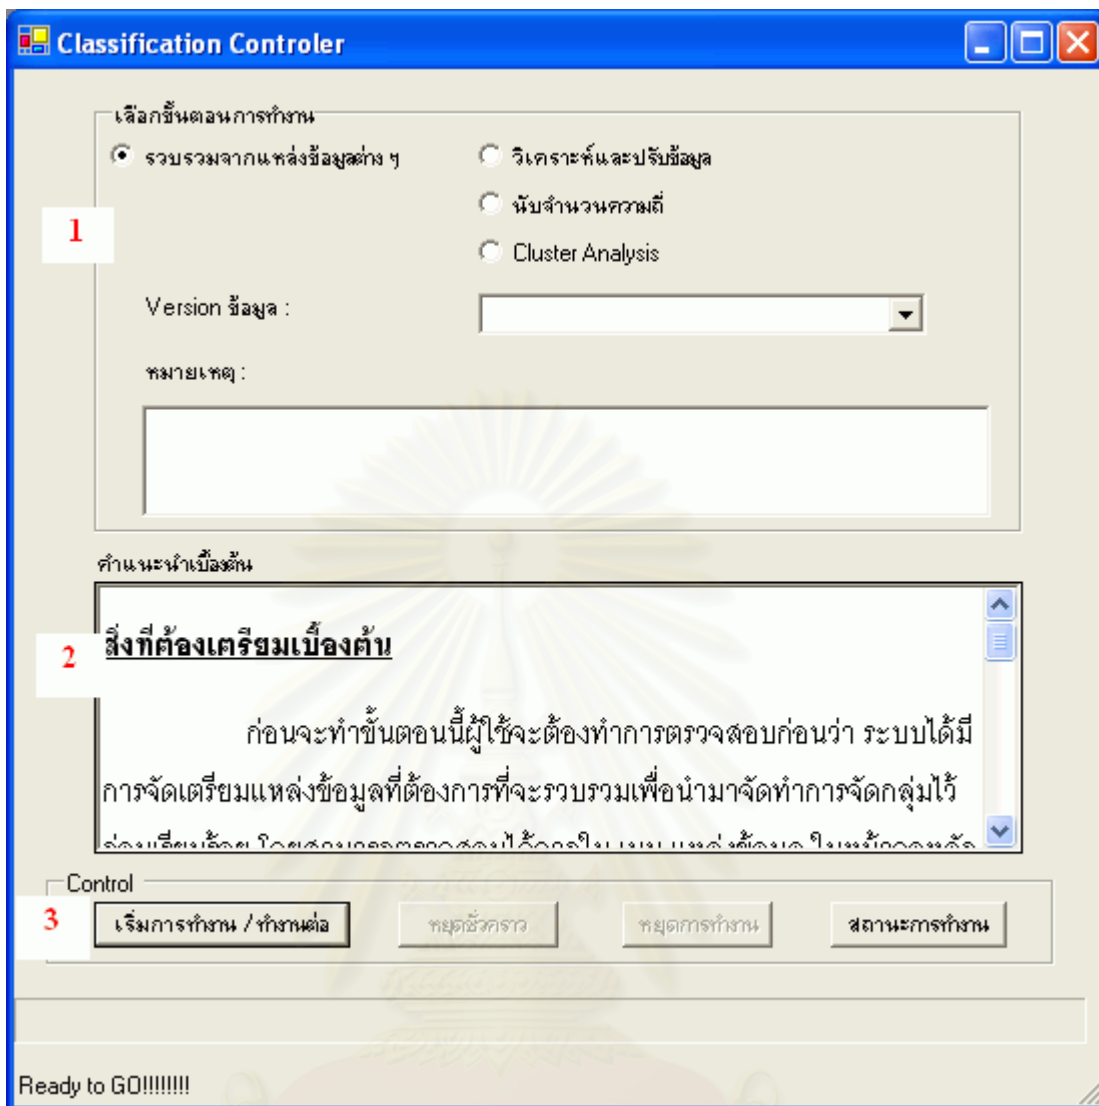 Classification Controler
เลือกขั้นตอนการทำงาน
รวบรวมจากแหล่งข้อมูลต่าง ๆ
วิเคราะห์และปรับข้อมูล
1
นับจำนวนความถี่
Cluster Analysis
Version ข้อมูล :
หมายเหตุ :
คำแนะนำเบื้องต้น
2
สิ่งที่ต้องเตรียมเบื้องต้น
ก่อนจะทำขั้นตอนนี้ผู้ใช้จะต้องทำการตรวจสอบก่อนว่า ระบบได้มี
การจัดเตรียมแหล่งข้อมูลที่ต้องการที่จะรวบรวมเพื่อนำมาจัดทำการจัดกลุ่มไว้
Control
3
เริ่มการทำงาน / ทำงานต่อ
หยุดชั่วคราว
หยุดการทำงาน
สถานะการทำงาน
Ready to GO!!!!!!!!